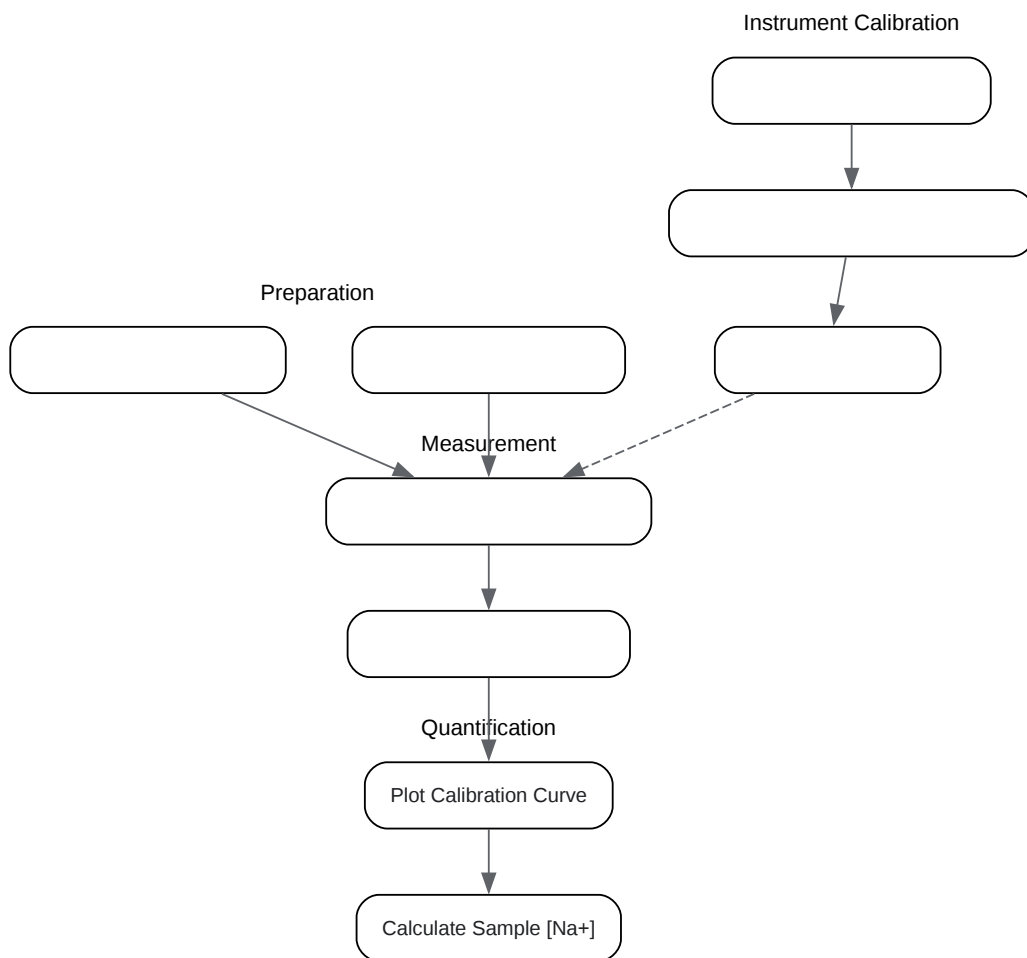 Instrument Calibration
Preparation
Measurement
Quantification
Plot Calibration Curve
Calculate Sample [Na+]